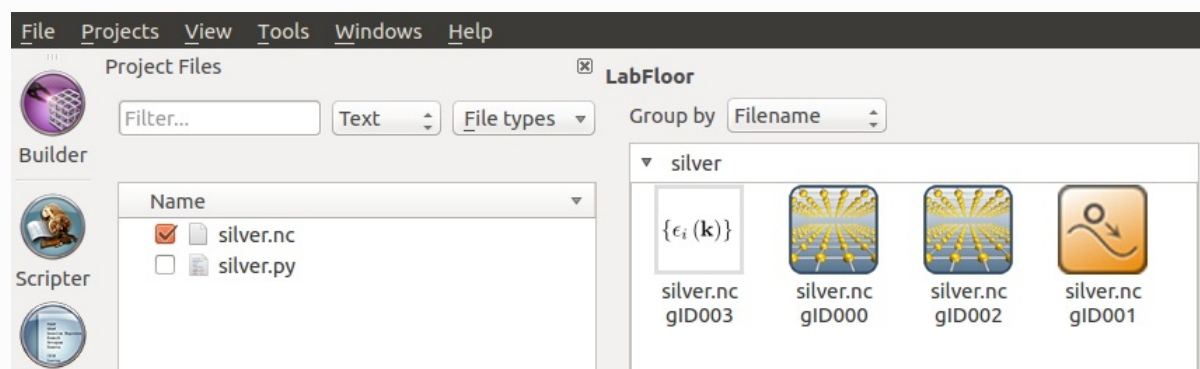 File Projects View Tools Windows Help
Project Files
Filter... Text File types
Builder
Name
silver.nc
silver.py
Scripter
LabFloor
Group by Filename
silver
{ϵᵢ (𝐤)}
silver.nc gID003
silver.nc gID000
silver.nc gID002
silver.nc gID001